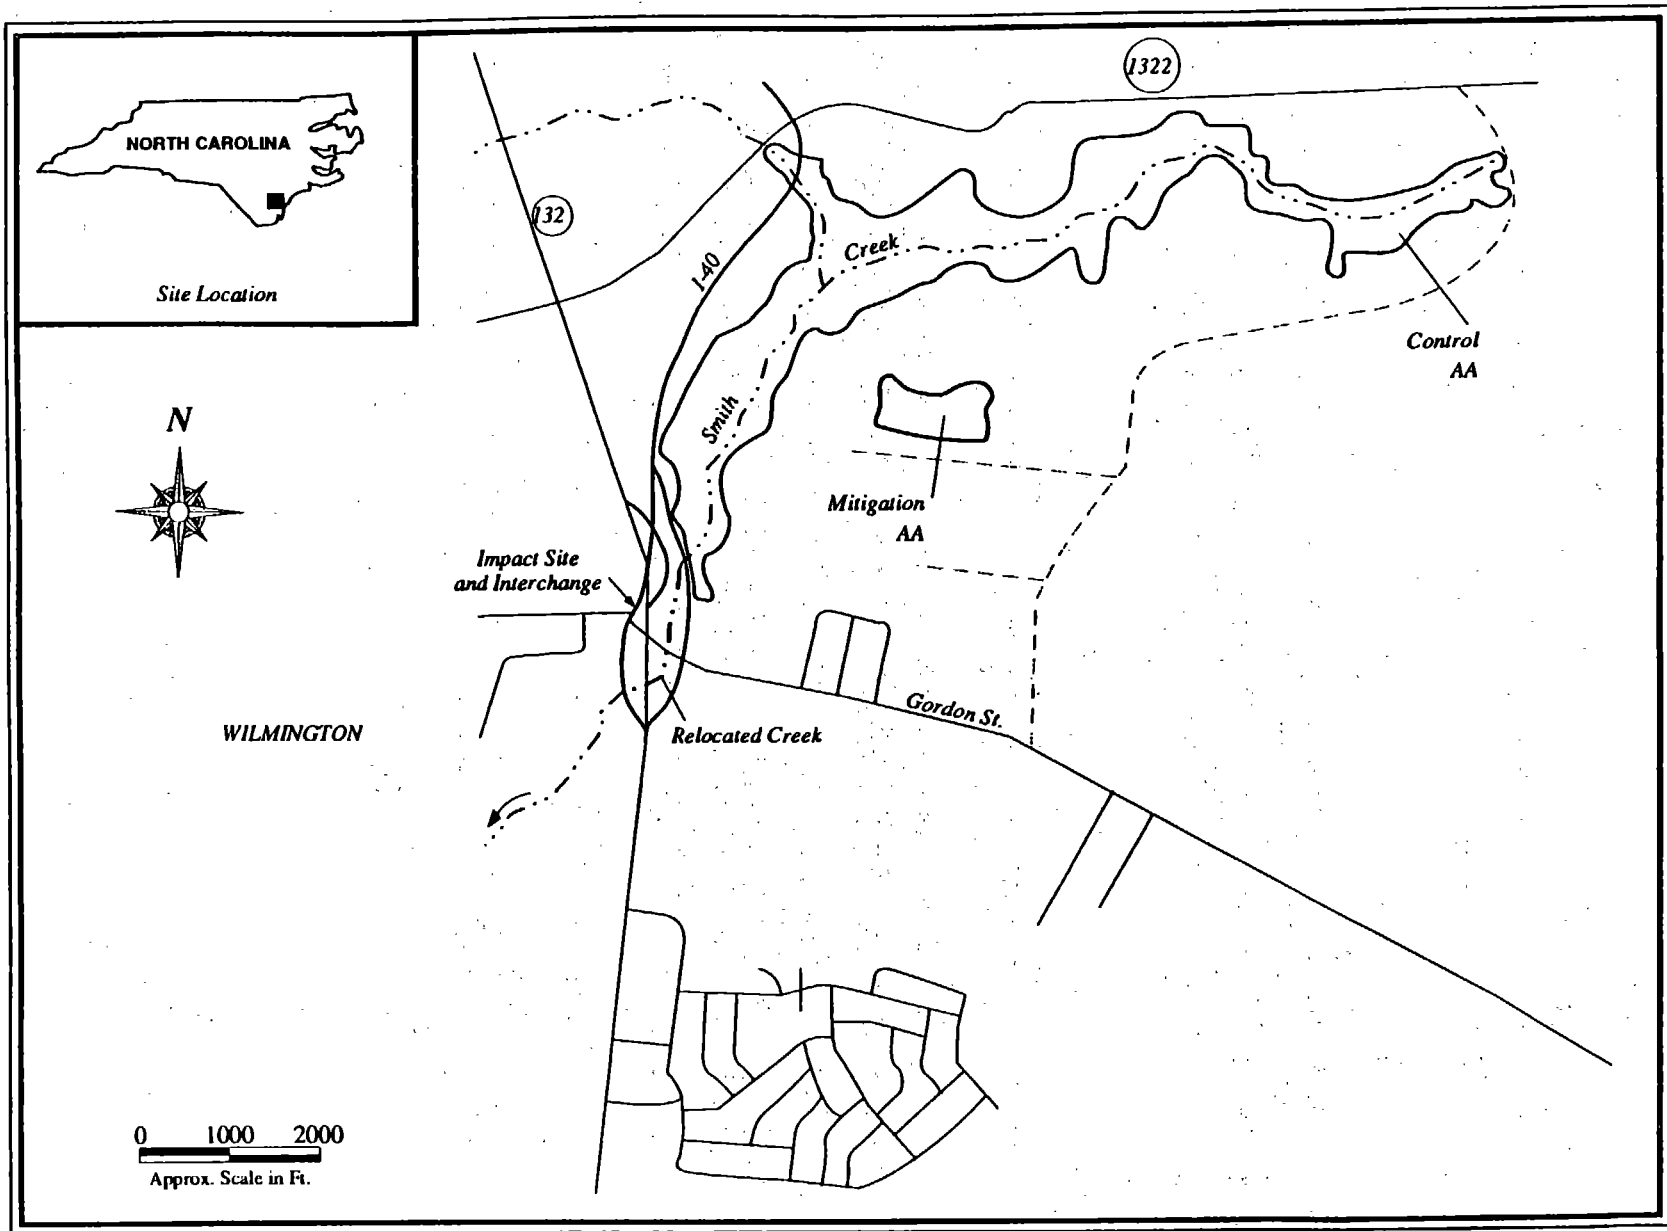 1322
NORTH CAROLINA
Site Location
132
I-40
Creek
Smith
Control
AA
N
Mitigation
AA
Impact Site
and Interchange
Gordon St.
WILMINGTON
Relocated Creek
0 1000 2000
Approx. Scale in Ft.